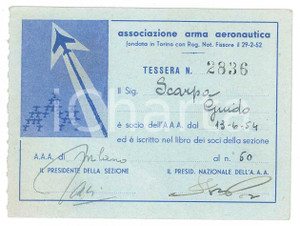 associazione arma aeronautica
fondata in Torino con Rog. Not. Fasore il 29-2-52
TESSERA N. 2836
Il Sig. Scarpa
Guido
è socio dell'A.A.A. dal 13-6-54
ed è iscritto nel libro dei soci della sezione
A.A.A. di Milano al n.° 60
IL PRESIDENTE DELLA SEZIONE
IL PRESID. NAZIONALE DELL'A.A.A.